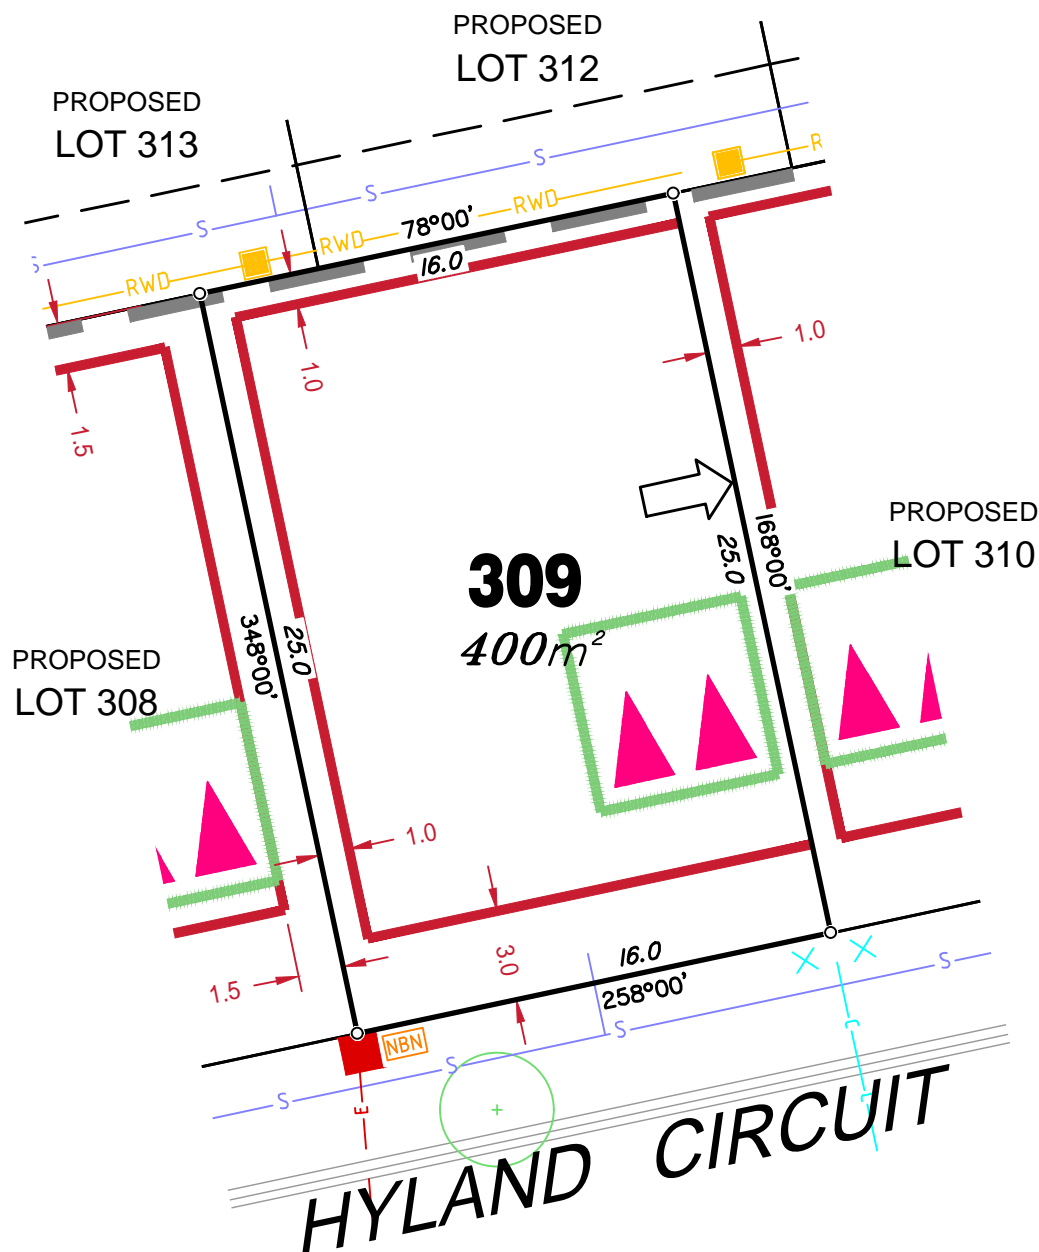 PROPOSED
LOT 312
PROPOSED
LOT 313
S
S
S
S
R
RWD
RWD
RWD
78°00'
16.0
1.0
1.0
1.5
PROPOSED
LOT 310
168°00'
25.0
309
400m²
348°00'
25.0
PROPOSED
LOT 308
1.0
3.0
1.5
16.0
258°00'
NBN
S
S
S
S
E
HYLAND CIRCUIT